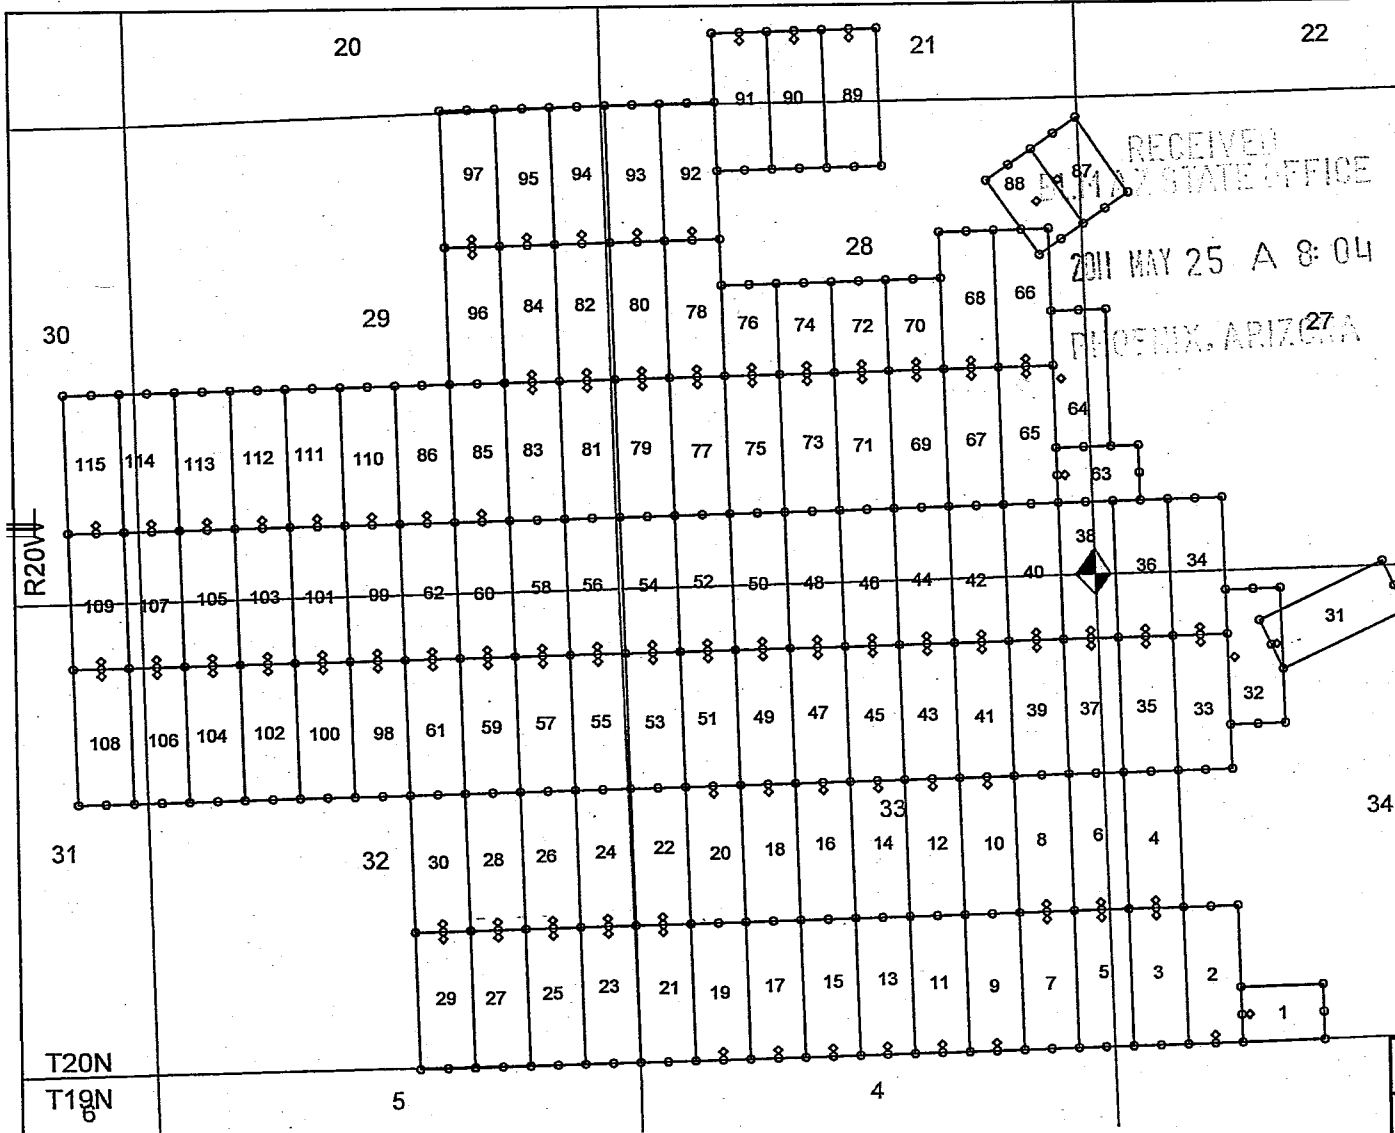 20 21 22
91 90 89
RECEIVED
BLM AZ STATE OFFICE
97 95 94 93 92 88 87
28
2011 MAY 25 A 8:04
96 84 82 80 78 76 74 72 70 68 66
30 29 27
PHOENIX, ARIZONA
64
115 114 113 112 111 110 86 85 83 81 79 77 75 73 71 69 67 65 63
R20W
109 107 105 103 101 99 62 60 58 56 54 52 50 48 46 44 42 40 38 36 34
31
108 106 104 102 100 98 61 59 57 55 53 51 49 47 45 43 41 39 37 35 33 32
33 34
31 32 30 28 26 24 22 20 18 16 14 12 10 8 6 4
29 27 25 23 21 19 17 15 13 11 9 7 5 3 2 1
T20N
T19N
6 5 4